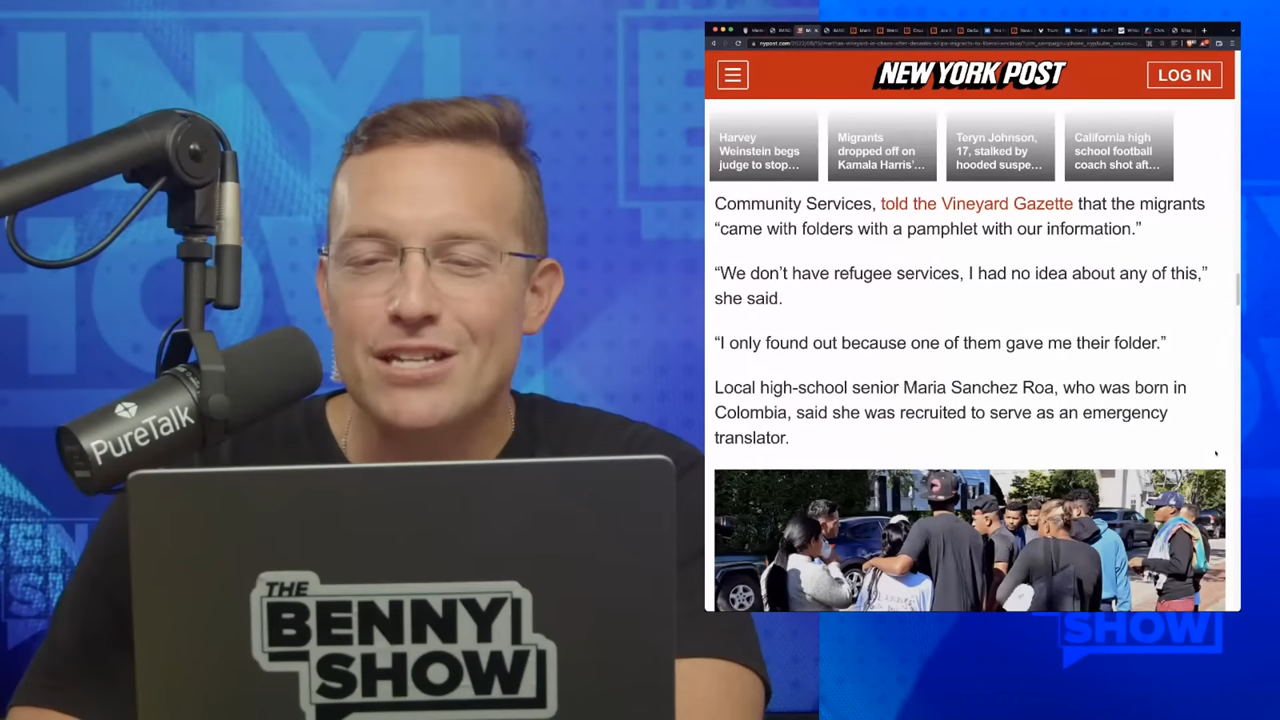 BENNY
SHOW
PureTalk
THE
BENNY
SHOW
NEW YORK POST
LOG IN
Harvey
Weinstein begs
judge to stop...
Migrants
dropped off on
Kamala Harris'...
Teryn Johnson,
17, stalked by
hooded suspe...
California high
school football
coach shot aft...
Community Services, told the Vineyard Gazette that the migrants
“came with folders with a pamphlet with our information.”
“We don’t have refugee services, I had no idea about any of this,”
she said.
“I only found out because one of them gave me their folder.”
Local high-school senior Maria Sanchez Roa, who was born in
Colombia, said she was recruited to serve as an emergency
translator.
SHOW